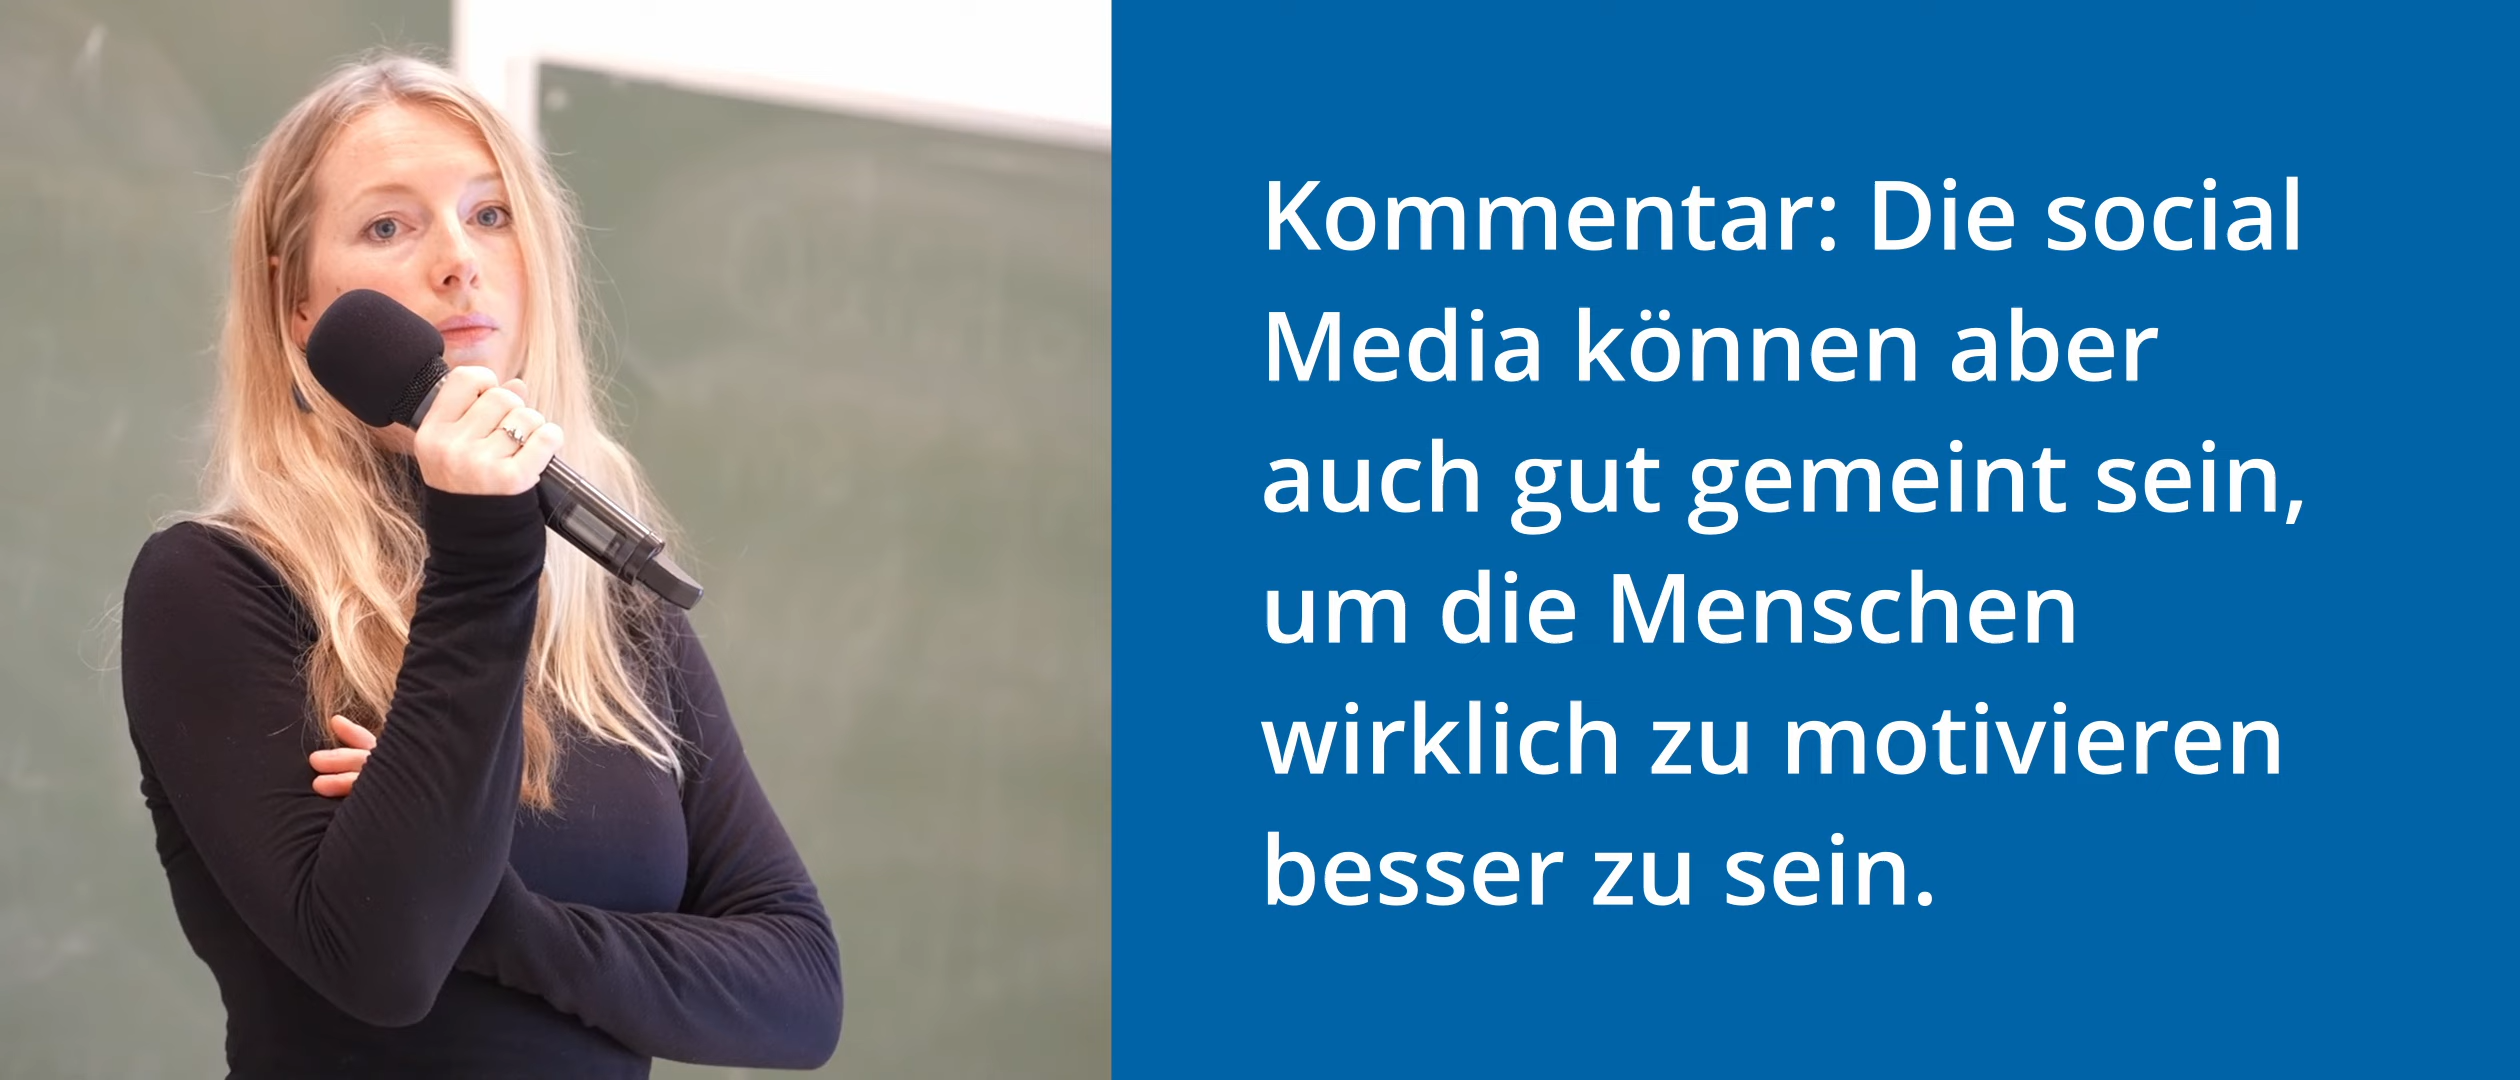 Kommentar: Die social
Media können aber
auch gut gemeint sein,
um die Menschen
wirklich zu motivieren
besser zu sein.